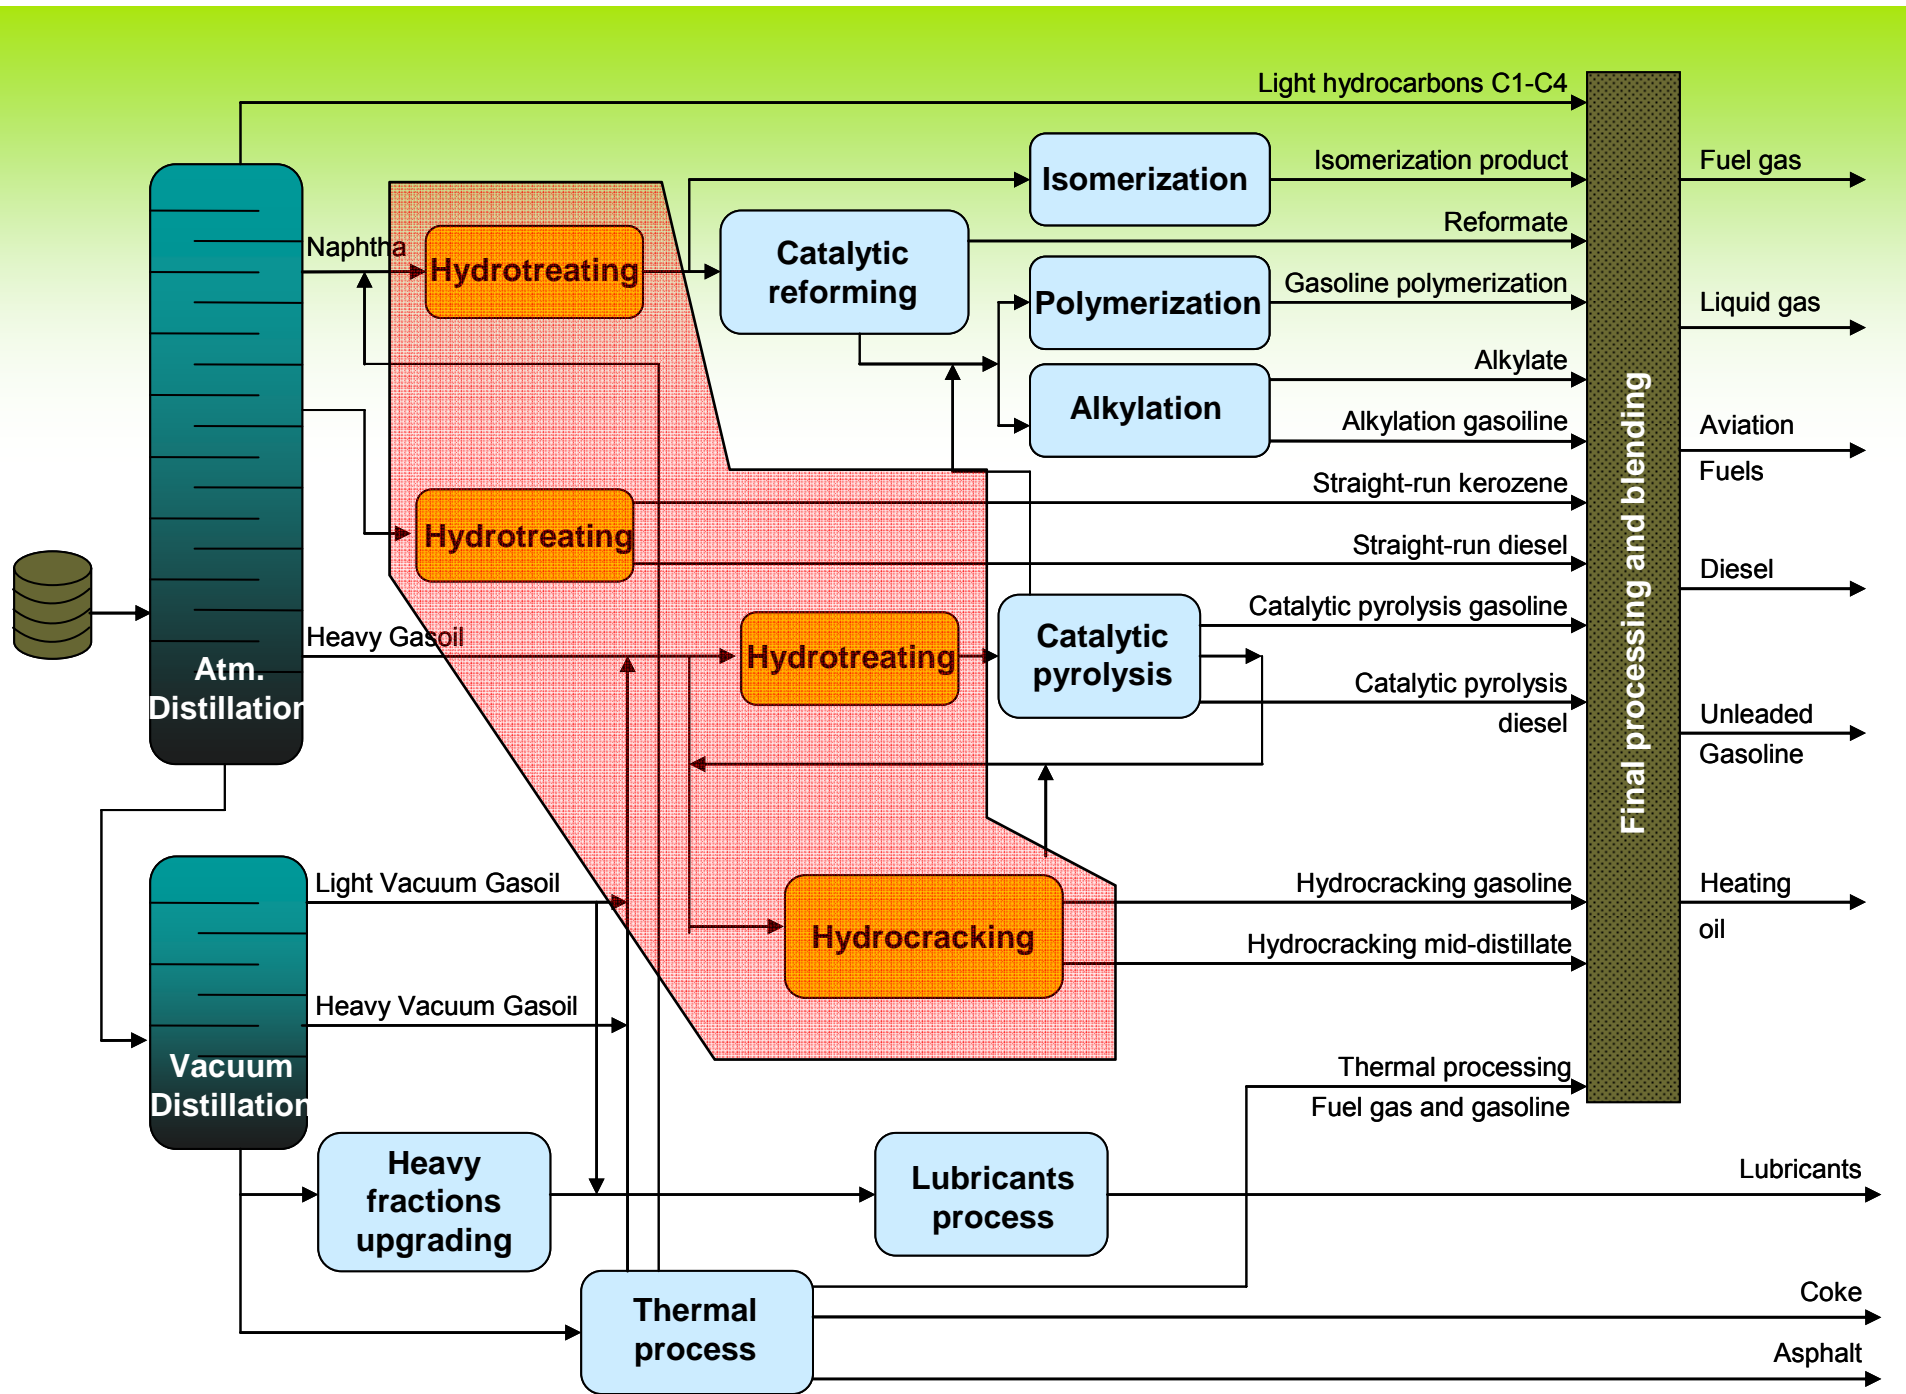 Light hydrocarbons C1-C4
Isomerization
Isomerization product
Fuel gas
Reformate
Naphtha
Hydrotreating
Catalytic
reforming
Polymerization
Gasoline polymerization
Liquid gas
Alkylation
Alkylate
Alkylation gasoiline
Aviation
Fuels
Straight-run kerozene
Hydrotreating
Straight-run diesel
Diesel
Final processing and blending
Heavy Gasoil
Hydrotreating
Catalytic
pyrolysis
Catalytic pyrolysis gasoline
Catalytic pyrolysis
diesel
Unleaded
Gasoline
Atm.
Distillation
Light Vacuum Gasoil
Hydrocracking
Hydrocracking gasoline
Hydrocracking mid-distillate
Heating
oil
Heavy Vacuum Gasoil
Vacuum
Distillation
Thermal processing
Fuel gas and gasoline
Heavy
fractions
upgrading
Lubricants
process
Lubricants
Thermal
process
Coke
Asphalt